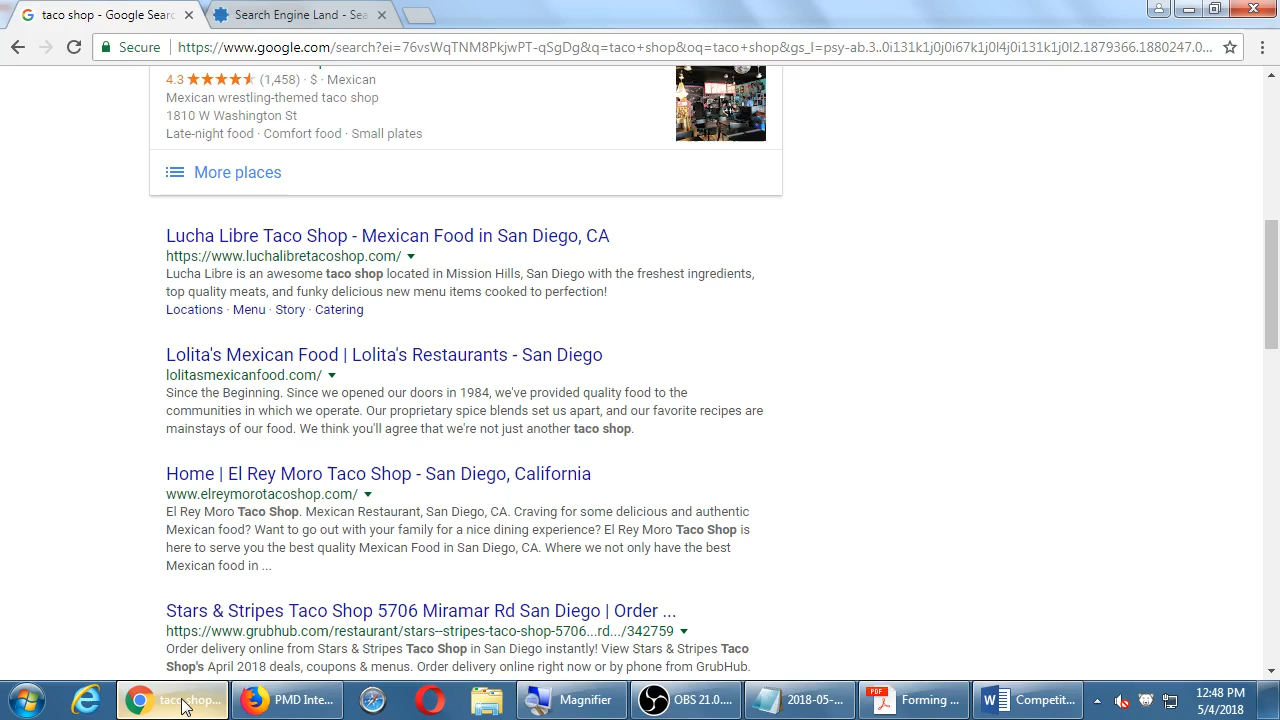 taco shop - Google Searc
Search Engine Land - Sea
Secure
https://www.google.com/search?ei=76vsWqTNM8PkjwPT-qSgDg&q=taco+shop&oq=taco+shop&gs_l=psy-ab.3..0i131k1j0j0i67k1j0l4j0i131k1j0l2.1879366.1880247.0...
4.3 (1,458) · $ · Mexican
Mexican wrestling-themed taco shop
1810 W Washington St
Late-night food · Comfort food · Small plates
More places
Lucha Libre Taco Shop - Mexican Food in San Diego, CA
https://www.luchalibretacoshop.com/
Lucha Libre is an awesome taco shop located in Mission Hills, San Diego with the freshest ingredients,
top quality meats, and funky delicious new menu items cooked to perfection!
Locations · Menu · Story · Catering
Lolita's Mexican Food | Lolita's Restaurants - San Diego
lolitasmexicanfood.com/
Since the Beginning. Since we opened our doors in 1984, we've provided quality food to the
communities in which we operate. Our proprietary spice blends set us apart, and our favorite recipes are
mainstays of our food. We think you'll agree that we're not just another taco shop.
Home | El Rey Moro Taco Shop - San Diego, California
www.elreymorotacoshop.com/
El Rey Moro Taco Shop. Mexican Restaurant, San Diego, CA. Craving for some delicious and authentic
Mexican food? Want to go out with your family for a nice dining experience? El Rey Moro Taco Shop is
here to serve you the best quality Mexican Food in San Diego, CA. Where we not only have the best
Mexican food in ...
Stars & Stripes Taco Shop 5706 Miramar Rd San Diego | Order ...
https://www.grubhub.com/restaurant/stars--stripes-taco-shop-5706...rd.../342759
Order delivery online from Stars & Stripes Taco Shop in San Diego instantly! View Stars & Stripes Taco
Shop's April 2018 deals, coupons & menus. Order delivery online right now or by phone from GrubHub.
taco shop...
PMD Inte...
Magnifier
OBS 21.0....
2018-05-...
PDF
Forming ...
Competit...
12:48 PM
5/4/2018